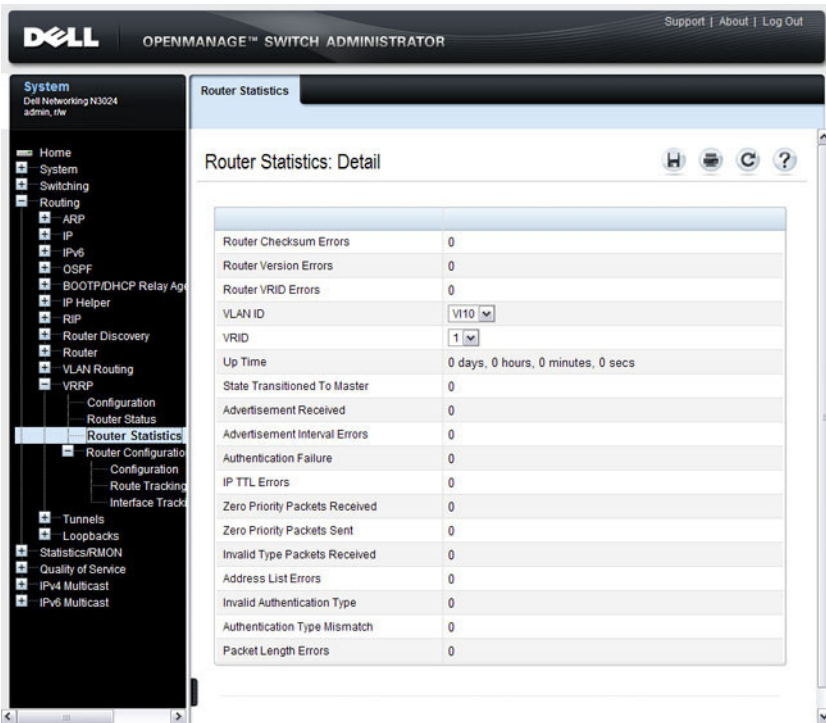 Support | About | Log Out
DELL
OPENMANAGE™ SWITCH ADMINISTRATOR
System
Dell Networking N3024
admin, r/w
Router Statistics
Home
System
Switching
Routing
ARP
IP
IPv6
OSPF
BOOTP/DHCP Relay Age
IP Helper
RIP
Router Discovery
Router
VLAN Routing
VRRP
Configuration
Router Status
Router Statistics
Router Configuratio
Configuration
Route Tracking
Interface Tracki
Tunnels
Loopbacks
Statistics/RMON
Quality of Service
IPv4 Multicast
IPv6 Multicast
Router Statistics: Detail
Router Checksum Errors 0
Router Version Errors 0
Router VRID Errors 0
VLAN ID Vl10
VRID 1
Up Time 0 days, 0 hours, 0 minutes, 0 secs
State Transitioned To Master 0
Advertisement Received 0
Advertisement Interval Errors 0
Authentication Failure 0
IP TTL Errors 0
Zero Priority Packets Received 0
Zero Priority Packets Sent 0
Invalid Type Packets Received 0
Address List Errors 0
Invalid Authentication Type 0
Authentication Type Mismatch 0
Packet Length Errors 0